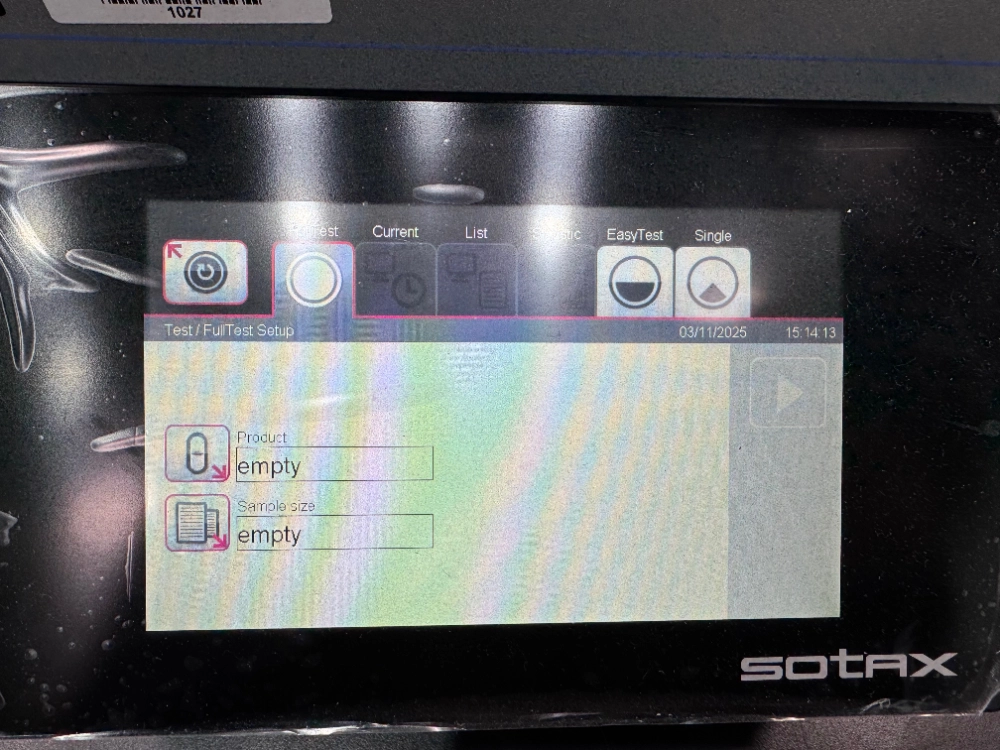 1027
Current
List
EasyTest
Single
Test / FullTest Setup
03/11/2025
15:14:13
Product
empty
Sample size
empty
sotax